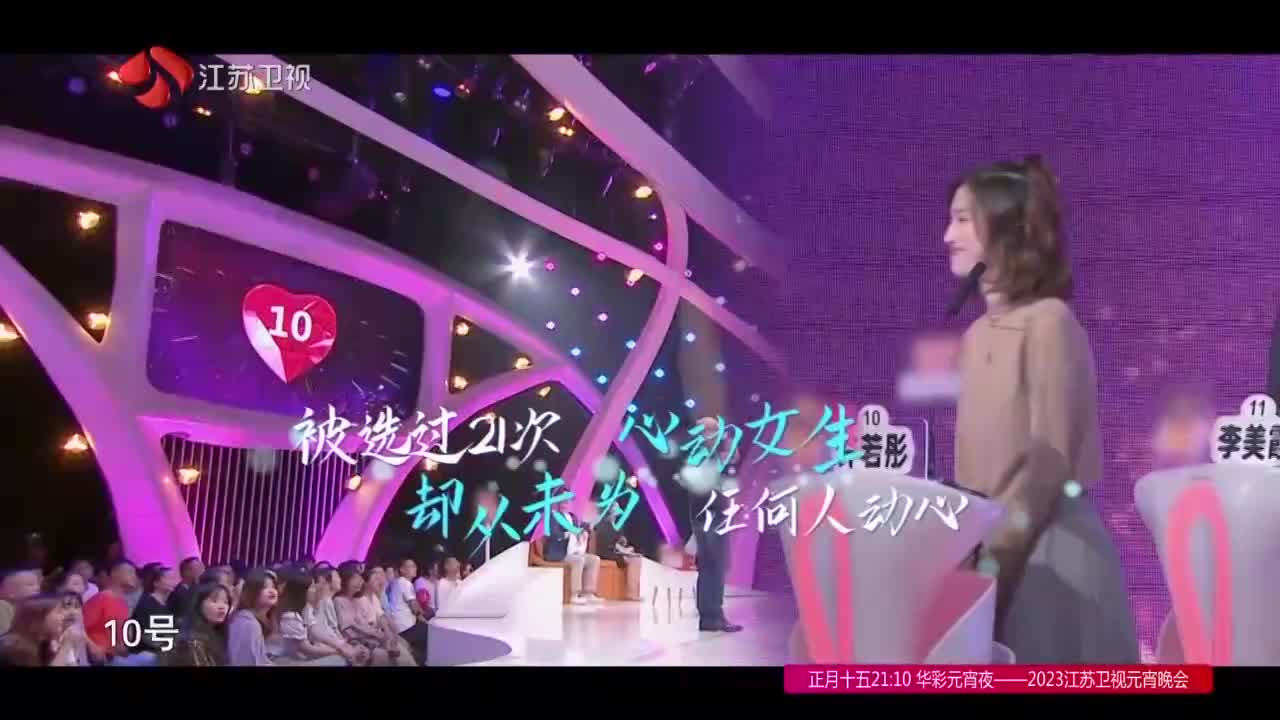 江苏卫视
10
被选过21次 心动女生
却从未为 任何人动心
10
若彤
11
李美霞
10号
正月十五21:10 华彩元宵夜——2023江苏卫视元宵晚会